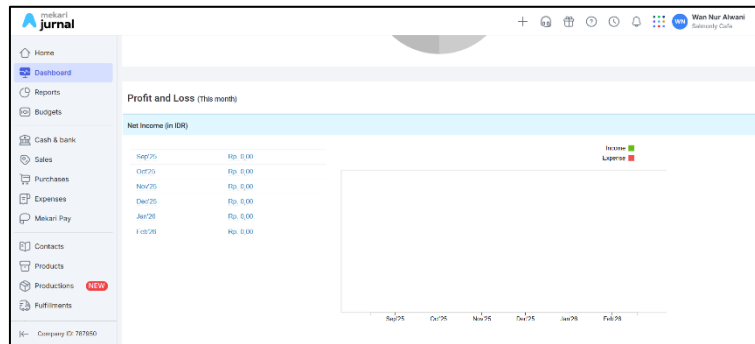 mekari
jurnal
WN
Wan Nur Alwani
Salmonty Cafe
Home
Dashboard
Reports
Budgets
Cash & bank
Sales
Purchases
Expenses
Mekari Pay
Contacts
Products
Productions NEW
Fulfillments
Company ID: 767950
Profit and Loss (This month)
Net Income (in IDR)
Income
Expense
Sep/25 Rp. 0,00
Oct/25 Rp. 0,00
Nov/25 Rp. 0,00
Dec/25 Rp. 0,00
Jan/26 Rp. 0,00
Feb/26 Rp. 0,00
Sep/25 Oct/25 Nov/25 Dec/25 Jan/26 Feb/26